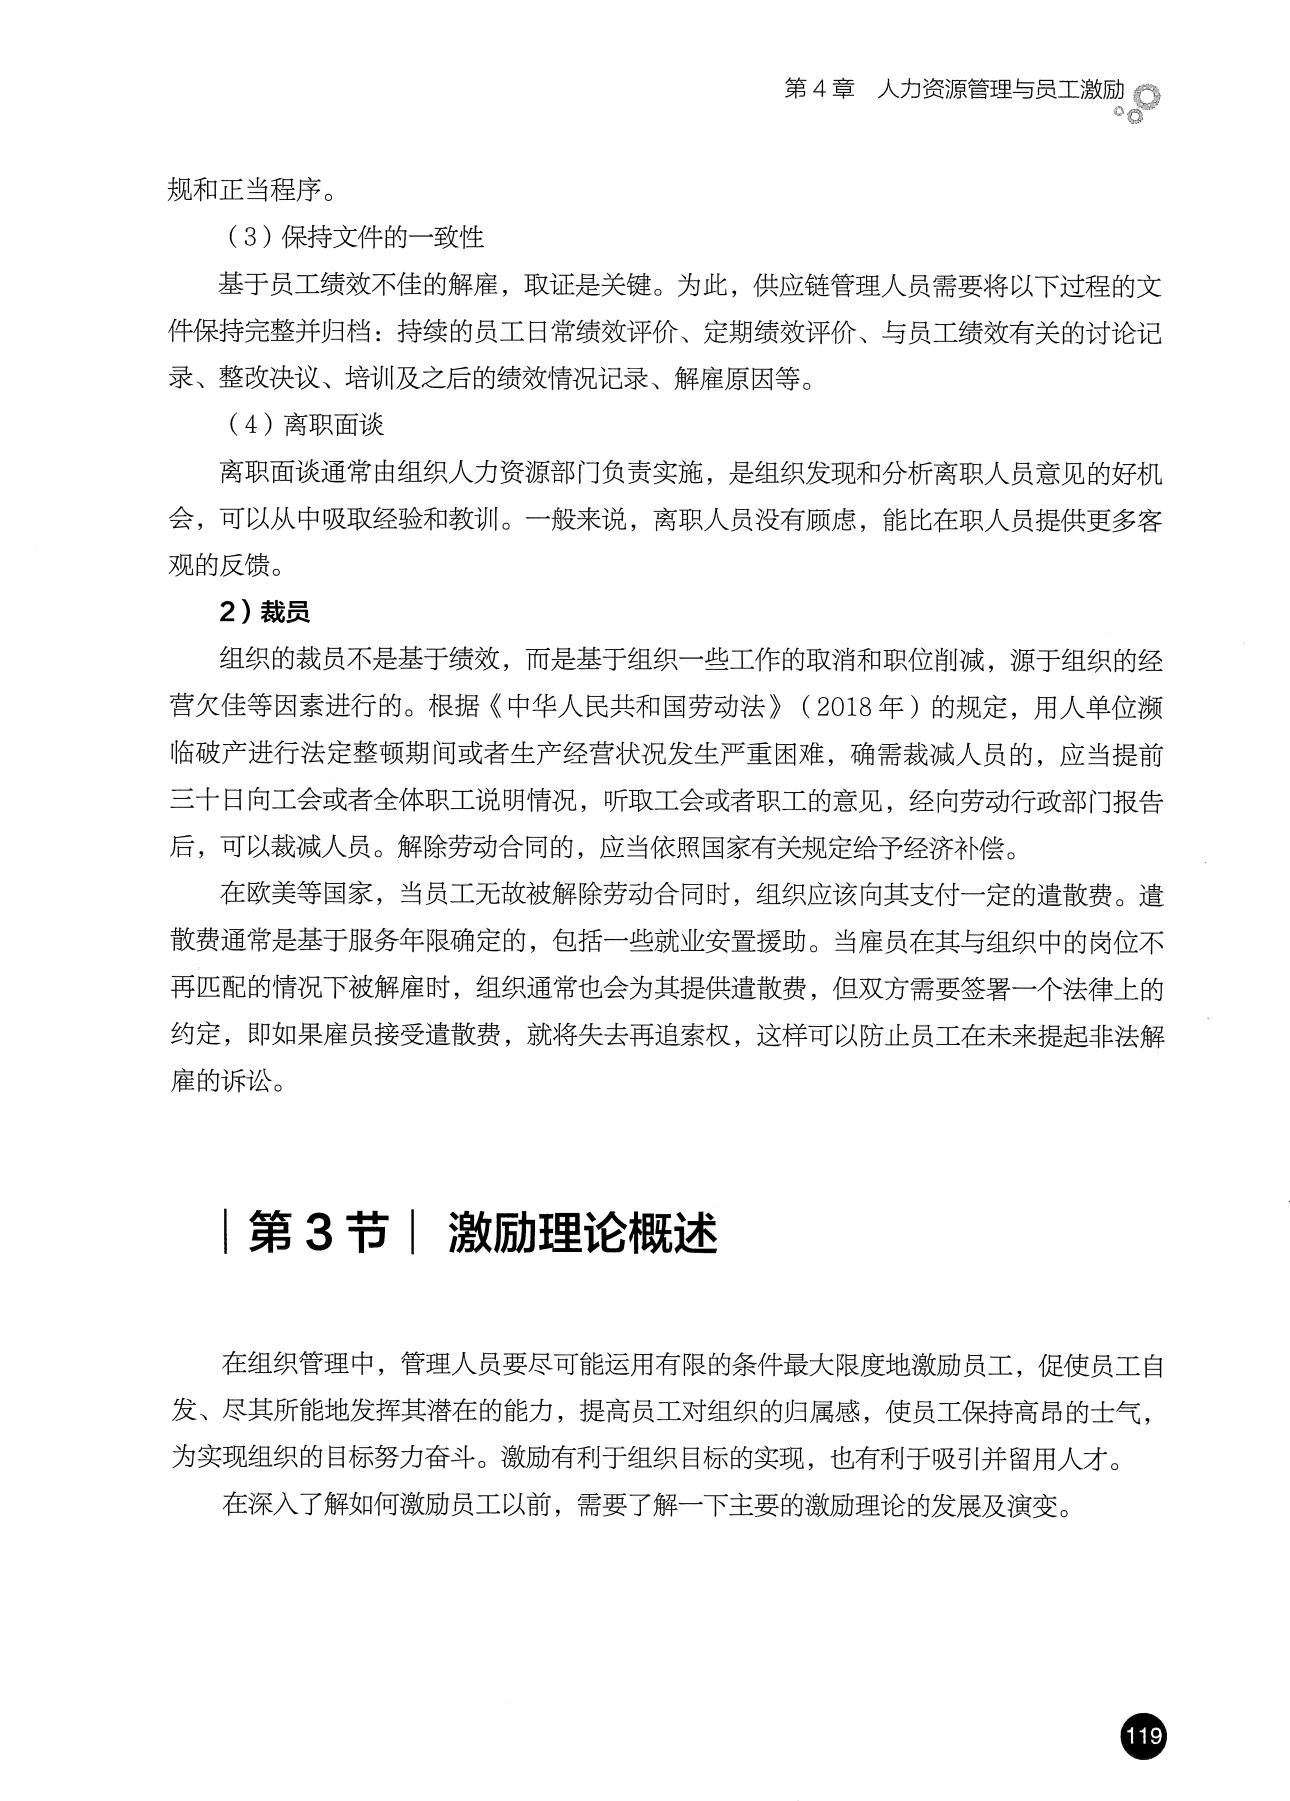 第4章 人力资源管理与员工激励
规和正当程序。
（3）保持文件的一致性
基于员工绩效不佳的解雇，取证是关键。为此，供应链管理人员需要将以下过程的文
件保持完整并归档：持续的员工日常绩效评价、定期绩效评价、与员工绩效有关的讨论记
录、整改决议、培训及之后的绩效情况记录、解雇原因等。
（4）离职面谈
离职面谈通常由组织人力资源部门负责实施，是组织发现和分析离职人员意见的好机
会，可以从中吸取经验和教训。一般来说，离职人员没有顾虑，能比在职人员提供更多客
观的反馈。
2）裁员
组织的裁员不是基于绩效，而是基于组织一些工作的取消和职位削减，源于组织的经
营欠佳等因素进行的。根据《中华人民共和国劳动法》（2018年）的规定，用人单位濒
临破产进行法定整顿期间或者生产经营状况发生严重困难，确需裁减人员的，应当提前
三十日向工会或者全体职工说明情况，听取工会或者职工的意见，经向劳动行政部门报告
后，可以裁减人员。解除劳动合同的，应当依照国家有关规定给予经济补偿。
在欧美等国家，当员工无故被解除劳动合同时，组织应该向其支付一定的遣散费。遣
散费通常是基于服务年限确定的，包括一些就业安置援助。当雇员在其与组织中的岗位不
再匹配的情况下被解雇时，组织通常也会为其提供遣散费，但双方需要签署一个法律上的
约定，即如果雇员接受遣散费，就将失去再追索权，这样可以防止员工在未来提起非法解
雇的诉讼。
第3节 激励理论概述
在组织管理中，管理人员要尽可能运用有限的条件最大限度地激励员工，促使员工自
发、尽其所能地发挥其潜在的能力，提高员工对组织的归属感，使员工保持高昂的士气，
为实现组织的目标努力奋斗。激励有利于组织目标的实现，也有利于吸引并留用人才。
在深入了解如何激励员工以前，需要了解一下主要的激励理论的发展及演变。
119